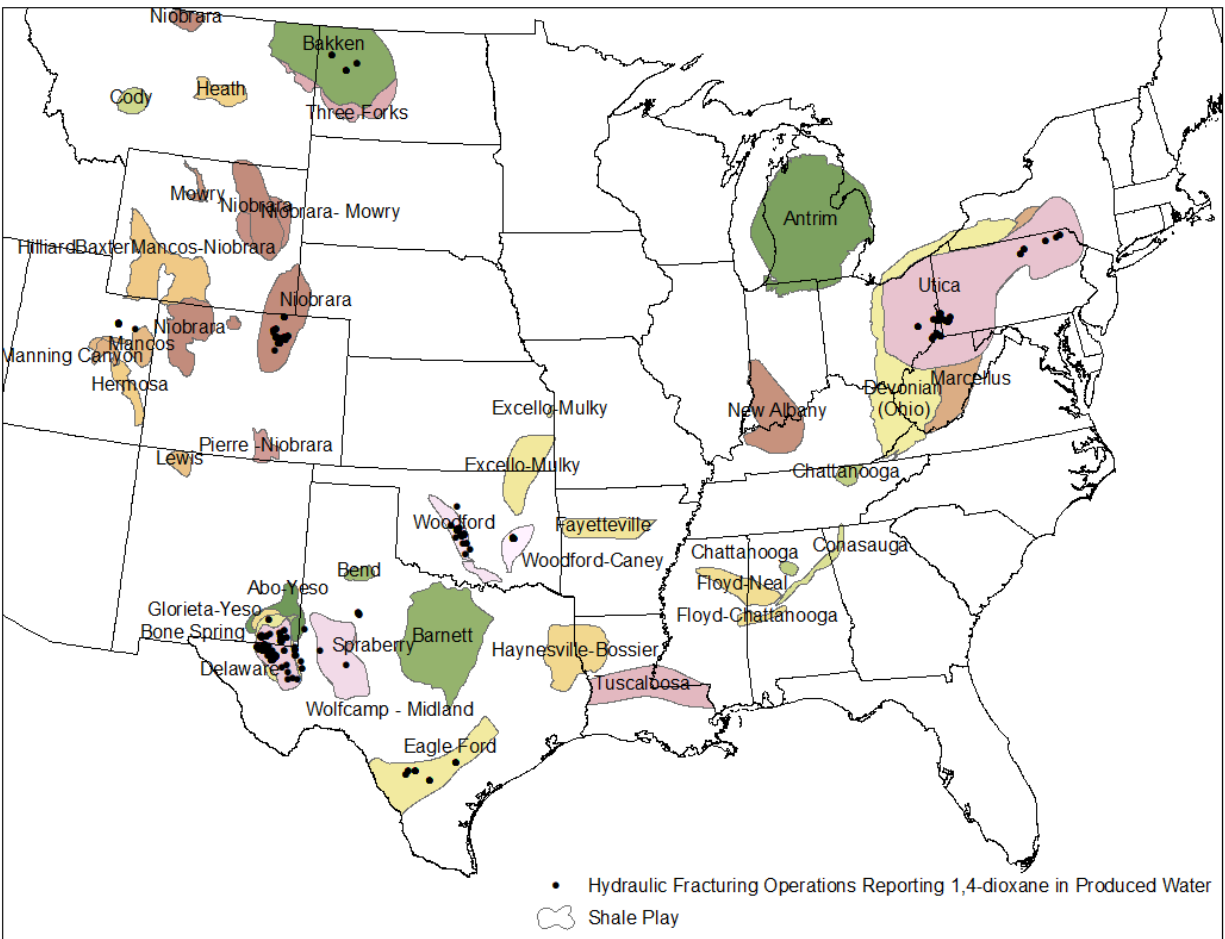 Niobrara
Bakken
Cody
Heath
Three Forks
Mowry
Niobrara
Niobrara- Mowry
Antrim
HilliardBaxterMancos-Niobrara
Utica
Niobrara
Niobrara
Mancos
Manning Canyon
Hermosa
Marcellus
Devonian
(Ohio)
New Albany
Excello-Mulky
Pierre -Niobrara
Lewis
Excello-Mulky
Chattanooga
Woodford
Fayetteville
Woodford-Caney
Chattanooga
Conasauga
Bend
Floyd-Neal
Abo-Yeso
Glorieta-Yeso
Floyd-Chattanooga
Bone Spring
Barnett
Spraberry
Haynesville-Bossier
Delaware
Tuscaloosa
Wolfcamp - Midland
Eagle Ford
Hydraulic Fracturing Operations Reporting 1,4-dioxane in Produced Water
Shale Play